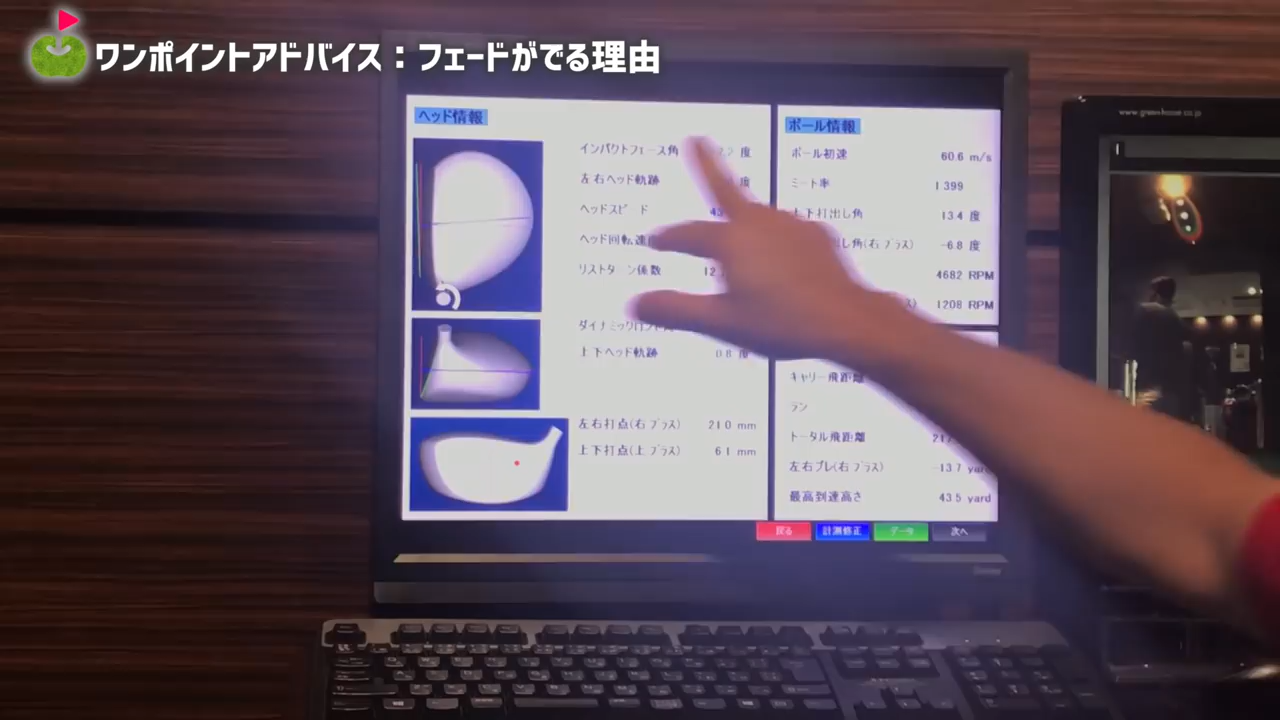 ワンポイントアドバイス：フェードがでる理由
www.greenhouse.co.jp
ヘッド情報
インパクトフェース角 度
左右ヘッド軌跡 度
ヘッドスピード
ヘッド回転速
リストターン係数
上下ヘッド軌跡 0.8 度
左右打点(右プラス) 21.0 mm
上下打点(上プラス) 6.1 mm
ボール情報
ボール初速 60.6 m/s
ミート率 1.399
上下打出し角 13.4 度
出し角(右プラス) -6.8 度
4682 RPM
1208 RPM
キャリー飛距離
ラン
トータル飛距離
左右ブレ(右プラス) -13.7 yard
最高到達高さ 43.5 yard
戻る 計測修正 データ 次へ